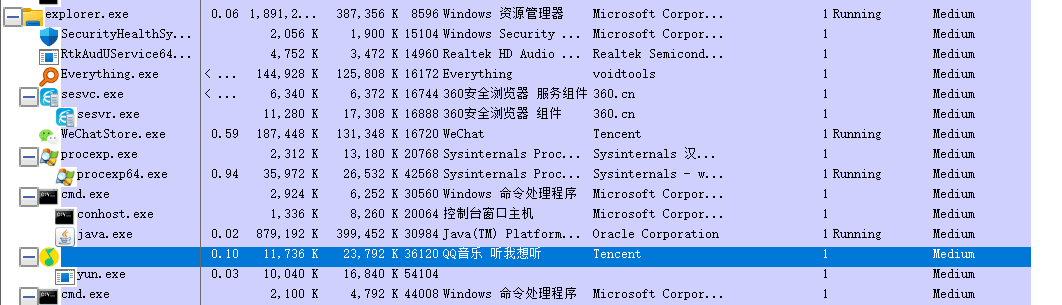 explorer.exe 0.06 1,891,2... 387,356 K 8596 Windows 资源管理器 Microsoft Corpor... 1 Running Medium
SecurityHealthSy... 2,056 K 1,900 K 15104 Windows Security ... Microsoft Corpor... 1 Medium
RtkAudUService64... 4,752 K 3,472 K 14960 Realtek HD Audio ... Realtek Semicond... 1 Medium
Everything.exe < ... 144,928 K 125,808 K 16172 Everything voidtools 1 Medium
sesvc.exe < ... 6,340 K 6,372 K 16744 360安全浏览器 服务组件 360.cn 1 Medium
sesvr.exe 11,280 K 17,308 K 16888 360安全浏览器 组件 360.cn 1 Medium
WeChatStore.exe 0.59 187,448 K 131,348 K 16720 WeChat Tencent 1 Running Medium
procexp.exe 2,312 K 13,180 K 20768 Sysinternals Proc... Sysinternals 汉... 1 Medium
procexp64.exe 0.94 35,972 K 26,532 K 42568 Sysinternals Proc... Sysinternals - w... 1 Running Medium
cmd.exe 2,924 K 6,252 K 30560 Windows 命令处理程序 Microsoft Corpor... 1 Medium
conhost.exe 1,336 K 8,260 K 20064 控制台窗口主机 Microsoft Corpor... 1 Medium
java.exe 0.02 879,192 K 399,452 K 30984 Java(TM) Platform... Oracle Corporation 1 Running Medium
0.10 11,736 K 23,792 K 36120 QQ音乐 听我想听 Tencent 1 Medium
yun.exe 0.03 10,040 K 16,840 K 54104 1 Medium
cmd.exe 2,100 K 4,792 K 44008 Windows 命令处理程序 Microsoft Corpor... 1 Medium